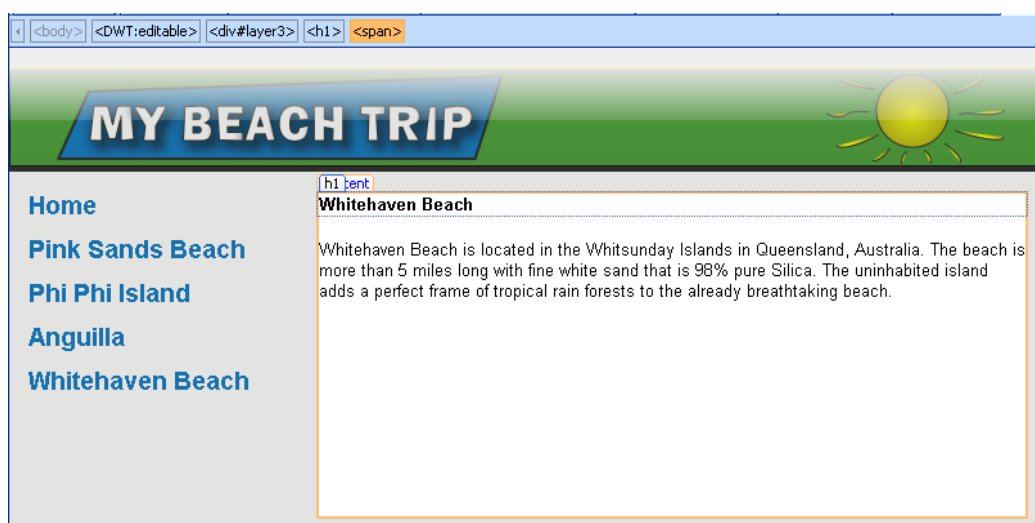 <body> <DWT:editable> <div#layer3> <h1> <span>
MY BEACH TRIP
h1 tent
Home
Pink Sands Beach
Phi Phi Island
Anguilla
Whitehaven Beach
Whitehaven Beach
Whitehaven Beach is located in the Whitsunday Islands in Queensland, Australia. The beach is
more than 5 miles long with fine white sand that is 98% pure Silica. The uninhabited island
adds a perfect frame of tropical rain forests to the already breathtaking beach.